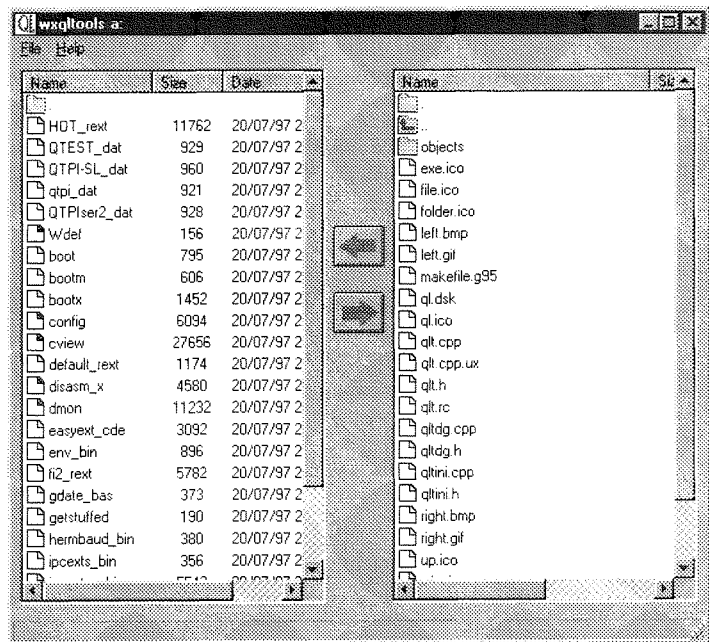 wxqltools a:
File Help
Name Size Date
.
HOT_rext 11762 20/07/97 2
QTEST_dat 929 20/07/97 2
QTPI-SL_dat 960 20/07/97 2
qtpi_dat 921 20/07/97 2
QTPIser2_dat 928 20/07/97 2
Wdef 156 20/07/97 2
boot 795 20/07/97 2
bootm 606 20/07/97 2
bootx 1452 20/07/97 2
config 6094 20/07/97 2
cview 27656 20/07/97 2
default_rext 1174 20/07/97 2
disasm_x 4580 20/07/97 2
dmon 11232 20/07/97 2
easyext_cde 3092 20/07/97 2
env_bin 896 20/07/97 2
fi2_rext 5782 20/07/97 2
gdate_bas 373 20/07/97 2
getstuffed 190 20/07/97 2
hermbaud_bin 380 20/07/97 2
ipcexts_bin 356 20/07/97 2
Name
.
..
objects
exe.ico
file.ico
folder.ico
left.bmp
left.gif
makefile.g95
ql.dsk
ql.ico
qlt.cpp
qlt.cpp.ux
qlt.h
qlt.rc
qltdg.cpp
qltdg.h
qltini.cpp
qltini.h
right.bmp
right.gif
up.ico